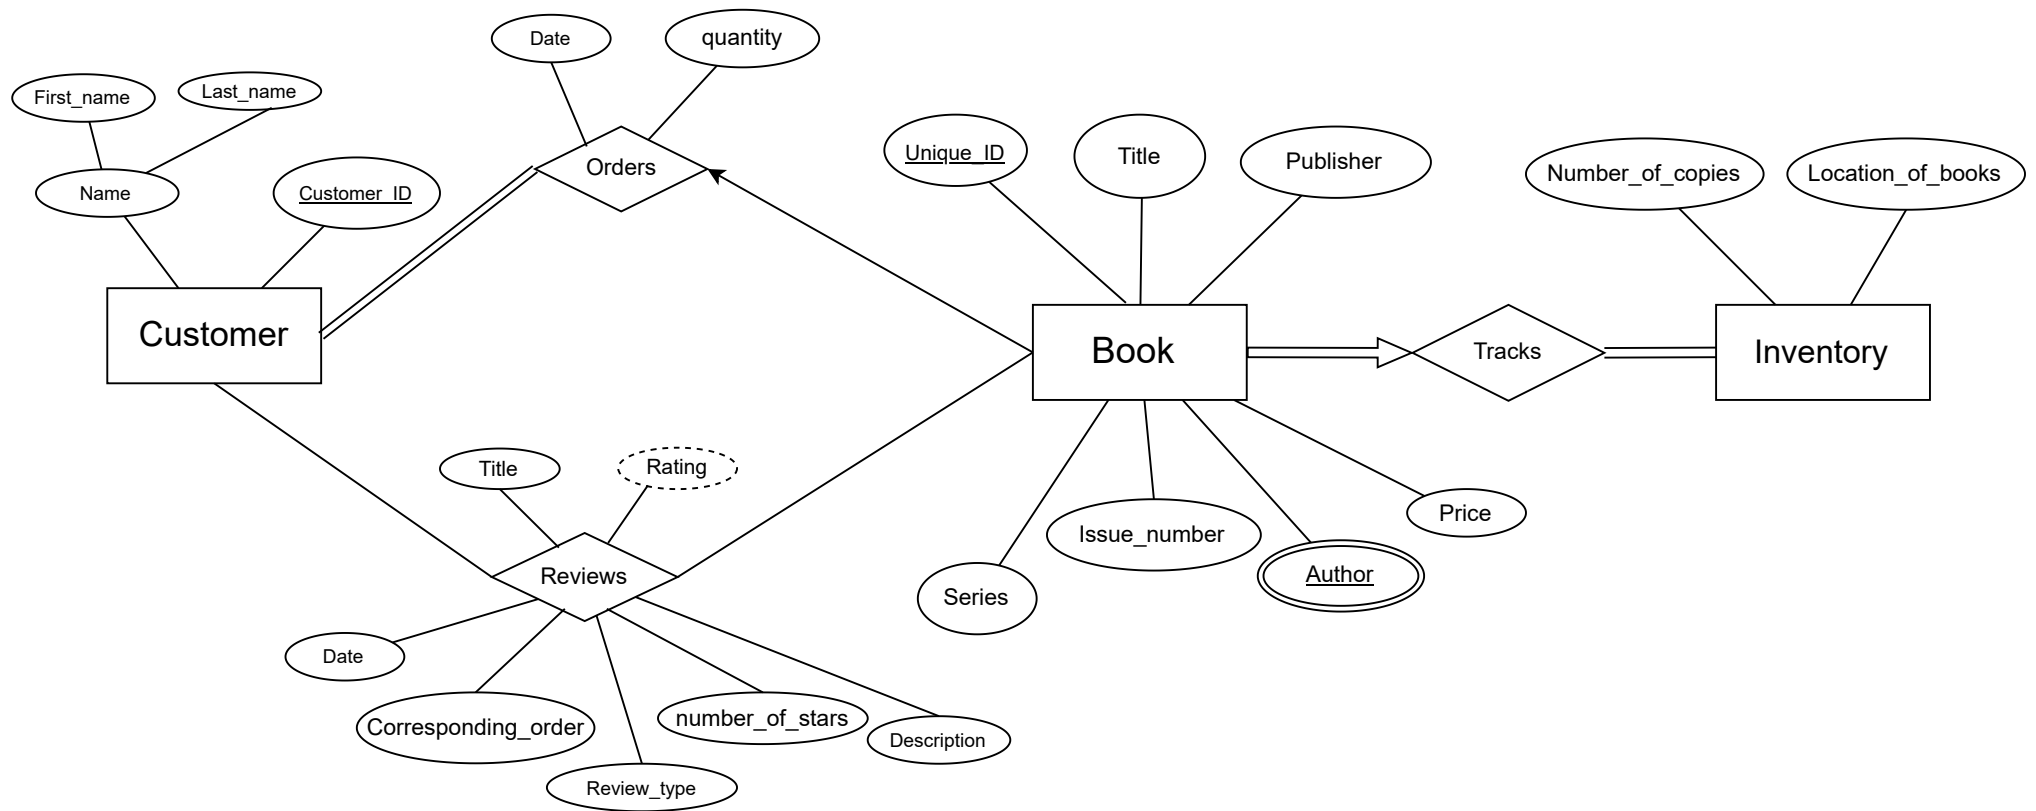 Date
quantity
First_name
Last_name
Orders
Unique_ID
Title
Publisher
Number_of_copies
Location_of_books
Name
Customer_ID
Customer
Book
Tracks
Inventory
Title
Rating
Reviews
Series
Issue_number
Author
Price
Date
Corresponding_order
Review_type
number_of_stars
Description